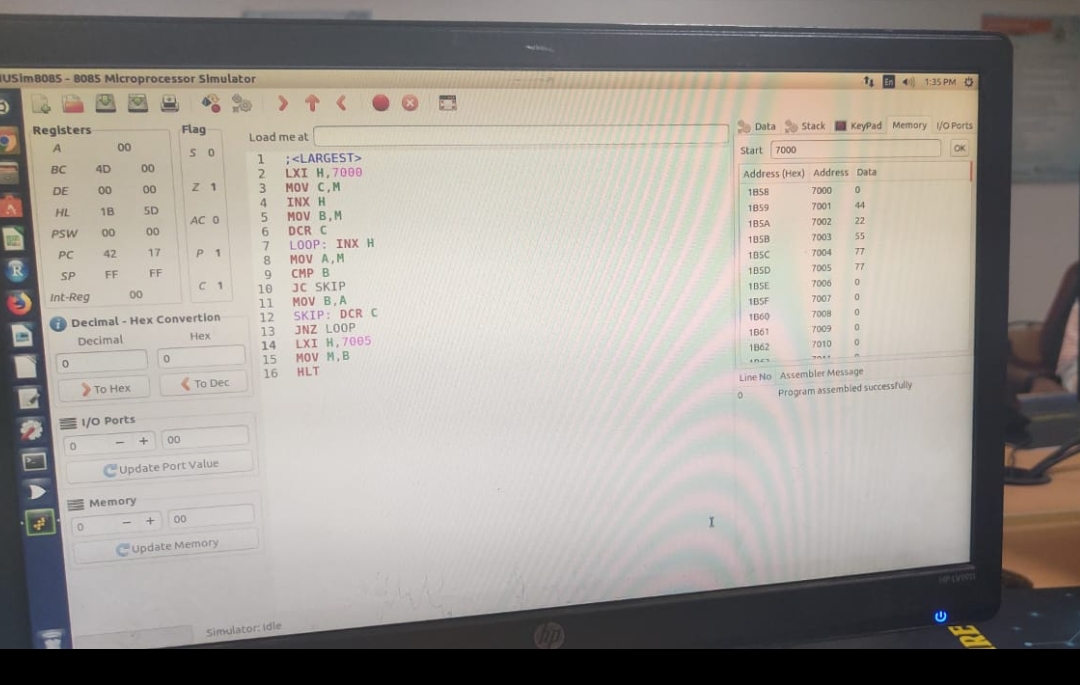 USim8085 - 8085 Microprocessor Simulator
En 1:35 PM
Registers
A 00
BC 4D 00
DE 00 00
HL 1B 5D
PSW 00 00
PC 42 17
SP FF FF
Int-Reg 00
Flag
S 0
Z 1
AC 0
P 1
C 1
Decimal - Hex Convertion
Decimal Hex
0 0
To Hex To Dec
I/O Ports
0 - + 00
Update Port Value
Memory
0 - + 00
Update Memory
Load me at
1 ;<LARGEST>
2 LXI H,7000
3 MOV C,M
4 INX H
5 MOV B,M
6 DCR C
7 LOOP: INX H
8 MOV A,M
9 CMP B
10 JC SKIP
11 MOV B,A
12 SKIP: DCR C
13 JNZ LOOP
14 LXI H,7005
15 MOV M,B
16 HLT
Data Stack KeyPad Memory I/O Ports
Start 7000 OK
Address (Hex) Address Data
1B58 7000 0
1B59 7001 44
1B5A 7002 22
1B5B 7003 55
1B5C 7004 77
1B5D 7005 77
1B5E 7006 0
1B5F 7007 0
1B60 7008 0
1B61 7009 0
1B62 7010 0
Line No Assembler Message
0 Program assembled successfully
Simulator: Idle
hp